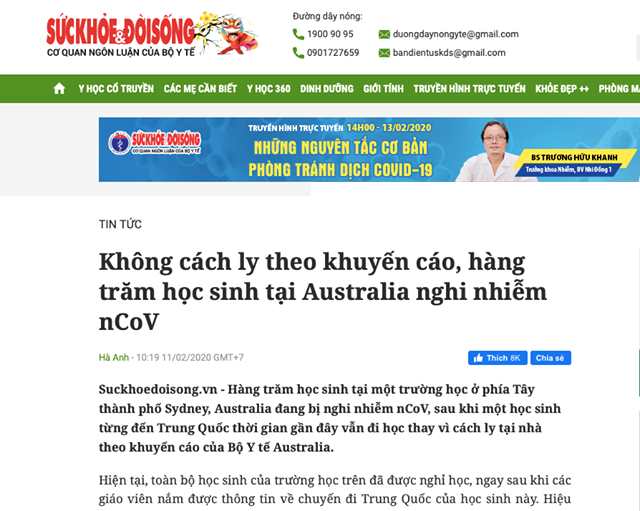 SỨCKHỎE&ĐỜISỐNG
CƠ QUAN NGÔN LUẬN CỦA BỘ Y TẾ
Đường dây nóng:
1900 90 95
duongdaynongyte@gmail.com
0901727659
bandientuskds@gmail.com
Y HỌC CỔ TRUYỀN CÁC MẸ CẦN BIẾT Y HỌC 360 DINH DƯỠNG GIỚI TÍNH TRUYỀN HÌNH TRỰC TUYẾN KHỎE ĐẸP ++ PHÒNG M
SỨCKHỎE&ĐỜISỐNG
CƠ QUAN NGÔN LUẬN CỦA BỘ Y TẾ
TRUYỀN HÌNH TRỰC TUYẾN 14H00 - 13/02/2020
NHỮNG NGUYÊN TẮC CƠ BẢN
PHÒNG TRÁNH DỊCH COVID-19
BS TRƯƠNG HỮU KHANH
Trưởng khoa Nhiễm, BV Nhi Đồng 1
TIN TỨC
Không cách ly theo khuyến cáo, hàng
trăm học sinh tại Australia nghi nhiễm
nCoV
Hà Anh - 10:19 11/02/2020 GMT+7
Thích 8K Chia sẻ
Suckhoedoisong.vn - Hàng trăm học sinh tại một trường học ở phía Tây
thành phố Sydney, Australia đang bị nghi nhiễm nCoV, sau khi một học sinh
từng đến Trung Quốc thời gian gần đây vẫn đi học thay vì cách ly tại nhà
theo khuyến cáo của Bộ Y tế Australia.
Hiện tại, toàn bộ học sinh của trường học trên đã được nghỉ học, ngay sau khi các
giáo viên nắm được thông tin về chuyến đi Trung Quốc của học sinh này. Hiệu